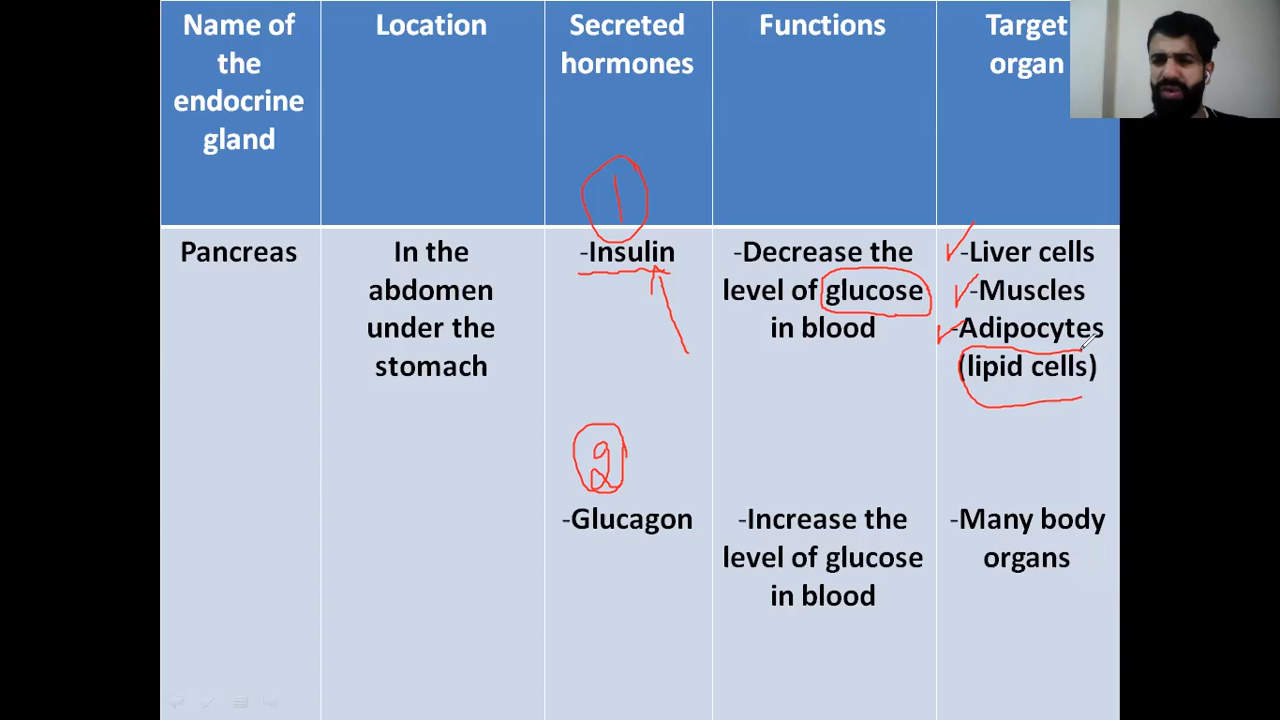 Name of
the
endocrine
gland
Location
Secreted
hormones
Functions
Target
organ
1
Pancreas
In the
abdomen
under the
stomach
-Insulin
-Decrease the
level of glucose
in blood
-Liver cells
-Muscles
-Adipocytes
(lipid cells)
2
-Glucagon
-Increase the
level of glucose
in blood
-Many body
organs